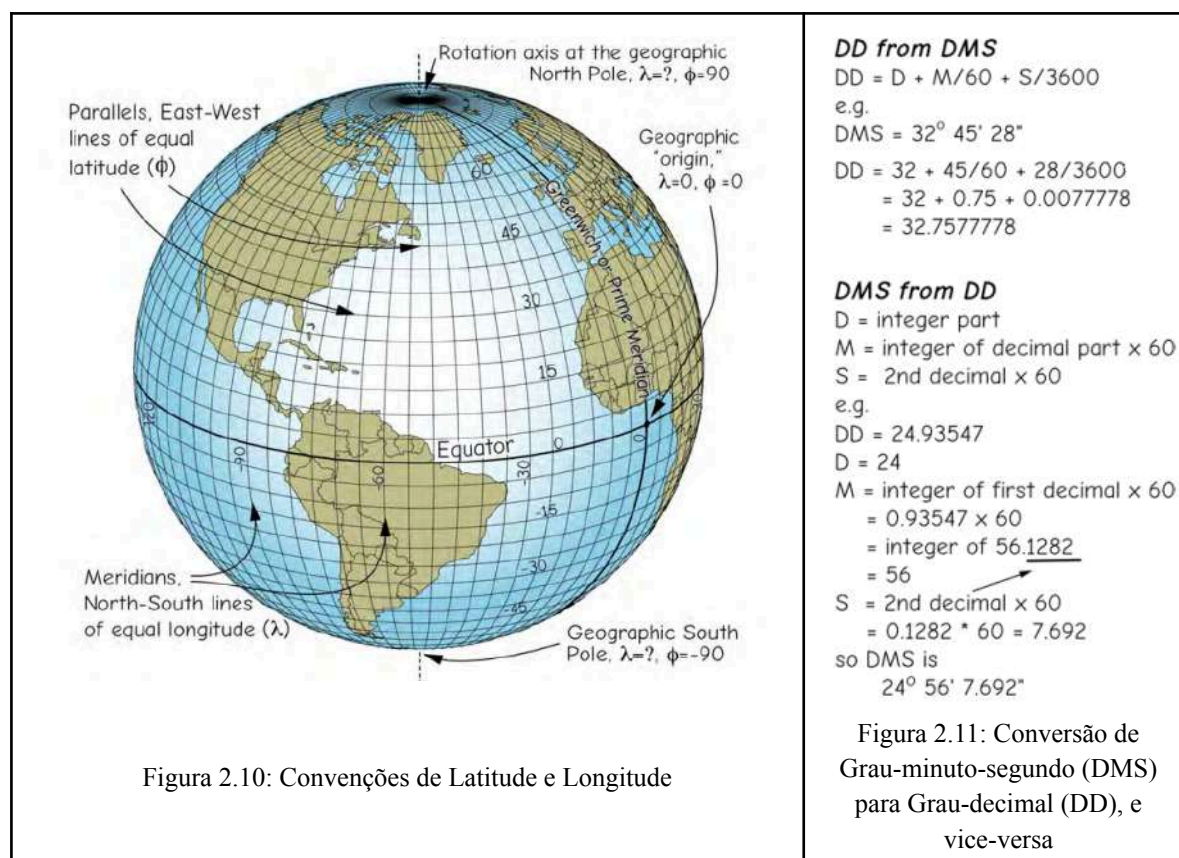 Rotation axis at the geographic
North Pole, λ=?, ϕ=90
Parallels, East-West
lines of equal
latitude (ϕ)
Geographic
"origin,"
λ=0, ϕ =0
Greenwich or Prime Meridian
60
45
30
15
0
Equator
120
-90
-60
-30
0
-15
-30
-45
Meridians,
North-South lines
of equal longitude (λ)
Geographic South
Pole, λ=?, ϕ=-90
Figura 2.10: Convenções de Latitude e Longitude
DD from DMS
DD = D + M/60 + S/3600
e.g.
DMS = 32° 45' 28"
DD = 32 + 45/60 + 28/3600
= 32 + 0.75 + 0.0077778
= 32.7577778
DMS from DD
D = integer part
M = integer of decimal part x 60
S = 2nd decimal x 60
e.g.
DD = 24.93547
D = 24
M = integer of first decimal x 60
= 0.93547 x 60
= integer of 56.1282
= 56
S = 2nd decimal x 60
= 0.1282 * 60 = 7.692
so DMS is
24° 56' 7.692"
Figura 2.11: Conversão de
Grau-minuto-segundo (DMS)
para Grau-decimal (DD), e
vice-versa